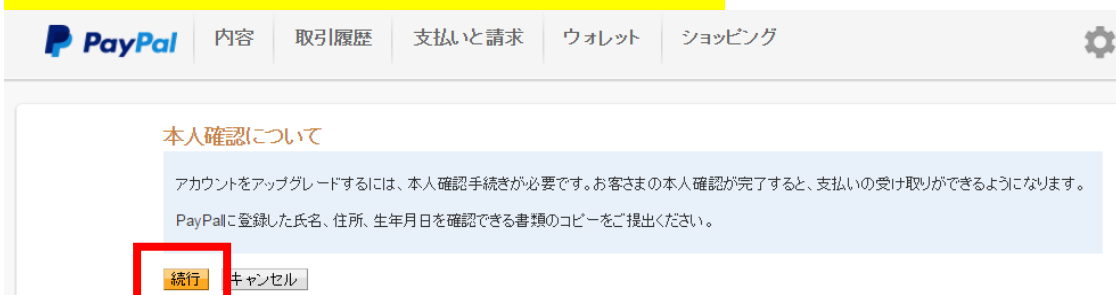 PayPal 内容 取引履歴 支払いと請求 ウォレット ショッピング
本人確認について
アカウントをアップグレードするには、本人確認手続きが必要です。お客さまの本人確認が完了すると、支払いの受け取りができるようになります。
PayPalに登録した氏名、住所、生年月日を確認できる書類のコピーをご提出ください。
続行 キャンセル